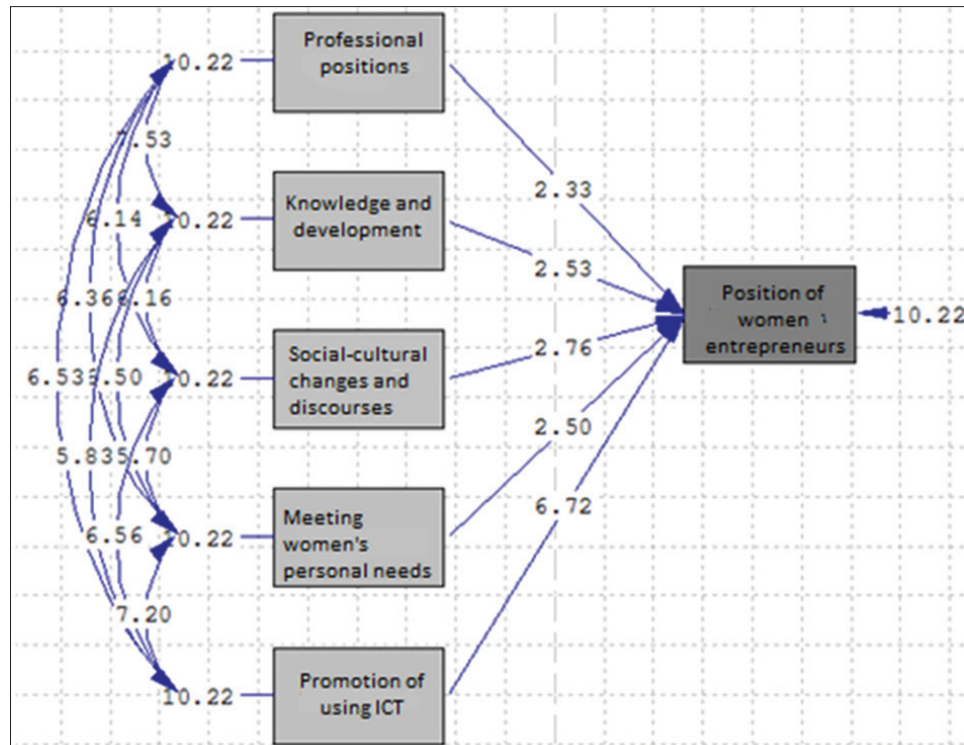 Professional
positions
10.22
7.53
2.33
Knowledge and
development
6.14
10.22
2.53
Position of
women
entrepreneurs
10.22
6.36
6.16
2.76
Social-cultural
changes and
discourses
6.53
.50
10.22
2.50
5.83
5.70
6.72
Meeting
women's
personal needs
6.56
10.22
7.20
Promotion of
using ICT
10.22